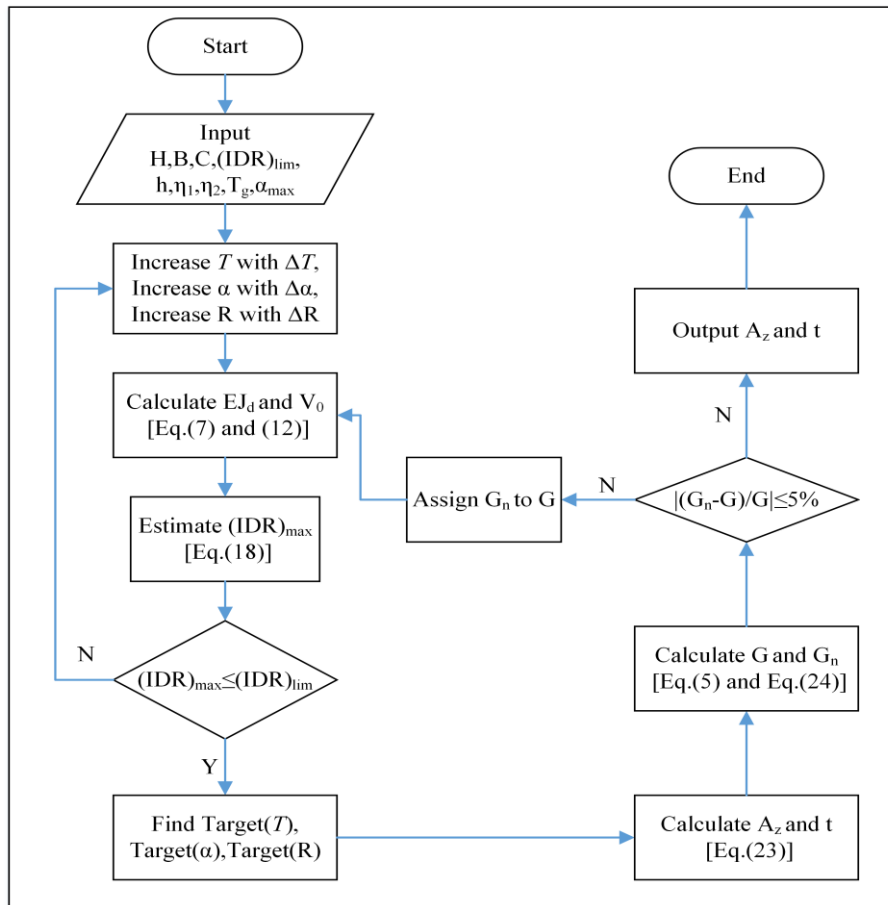 Start
Input
H,B,C,(IDR)lim,
h,η1,η2,Tg,αmax
Increase T with ΔT,
Increase α with Δα,
Increase R with ΔR
Calculate EJd and V0
[Eq.(7) and (12)]
Estimate (IDR)max
[Eq.(18)]
N
(IDR)max≤(IDR)lim
Y
Find Target(T),
Target(α),Target(R)
Calculate Az and t
[Eq.(23)]
Calculate G and Gn
[Eq.(5) and Eq.(24)]
|(Gn-G)/G|≤5%
N
Assign Gn to G
N
Output Az and t
End